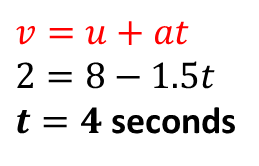 v = u + at
2 = 8 − 1.5t
t = 4 seconds